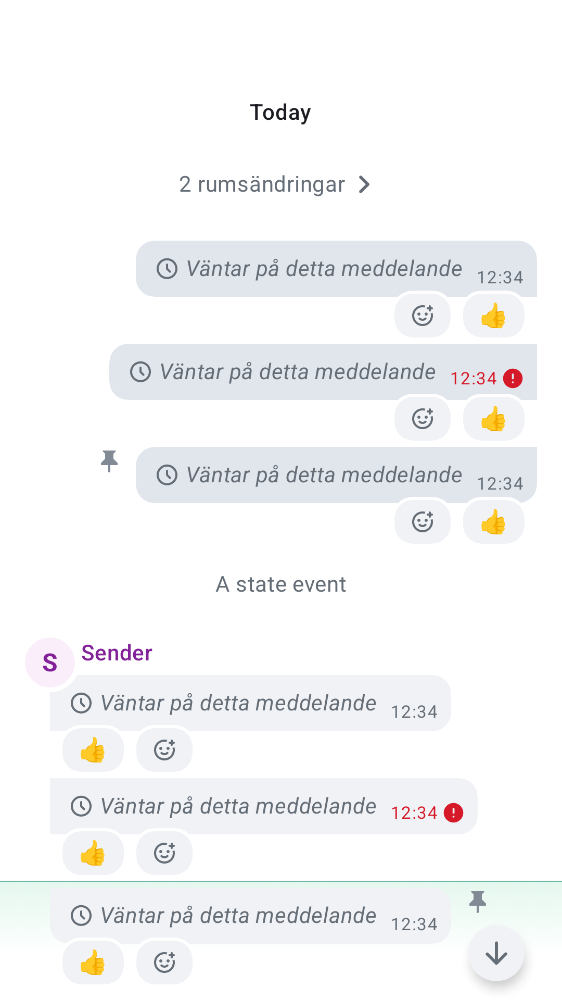 Today
2 rumsändringar
Väntar på detta meddelande 12:34
👍
Väntar på detta meddelande 12:34
👍
Väntar på detta meddelande 12:34
👍
A state event
S Sender
Väntar på detta meddelande 12:34
👍
Väntar på detta meddelande 12:34
👍
Väntar på detta meddelande 12:34
👍